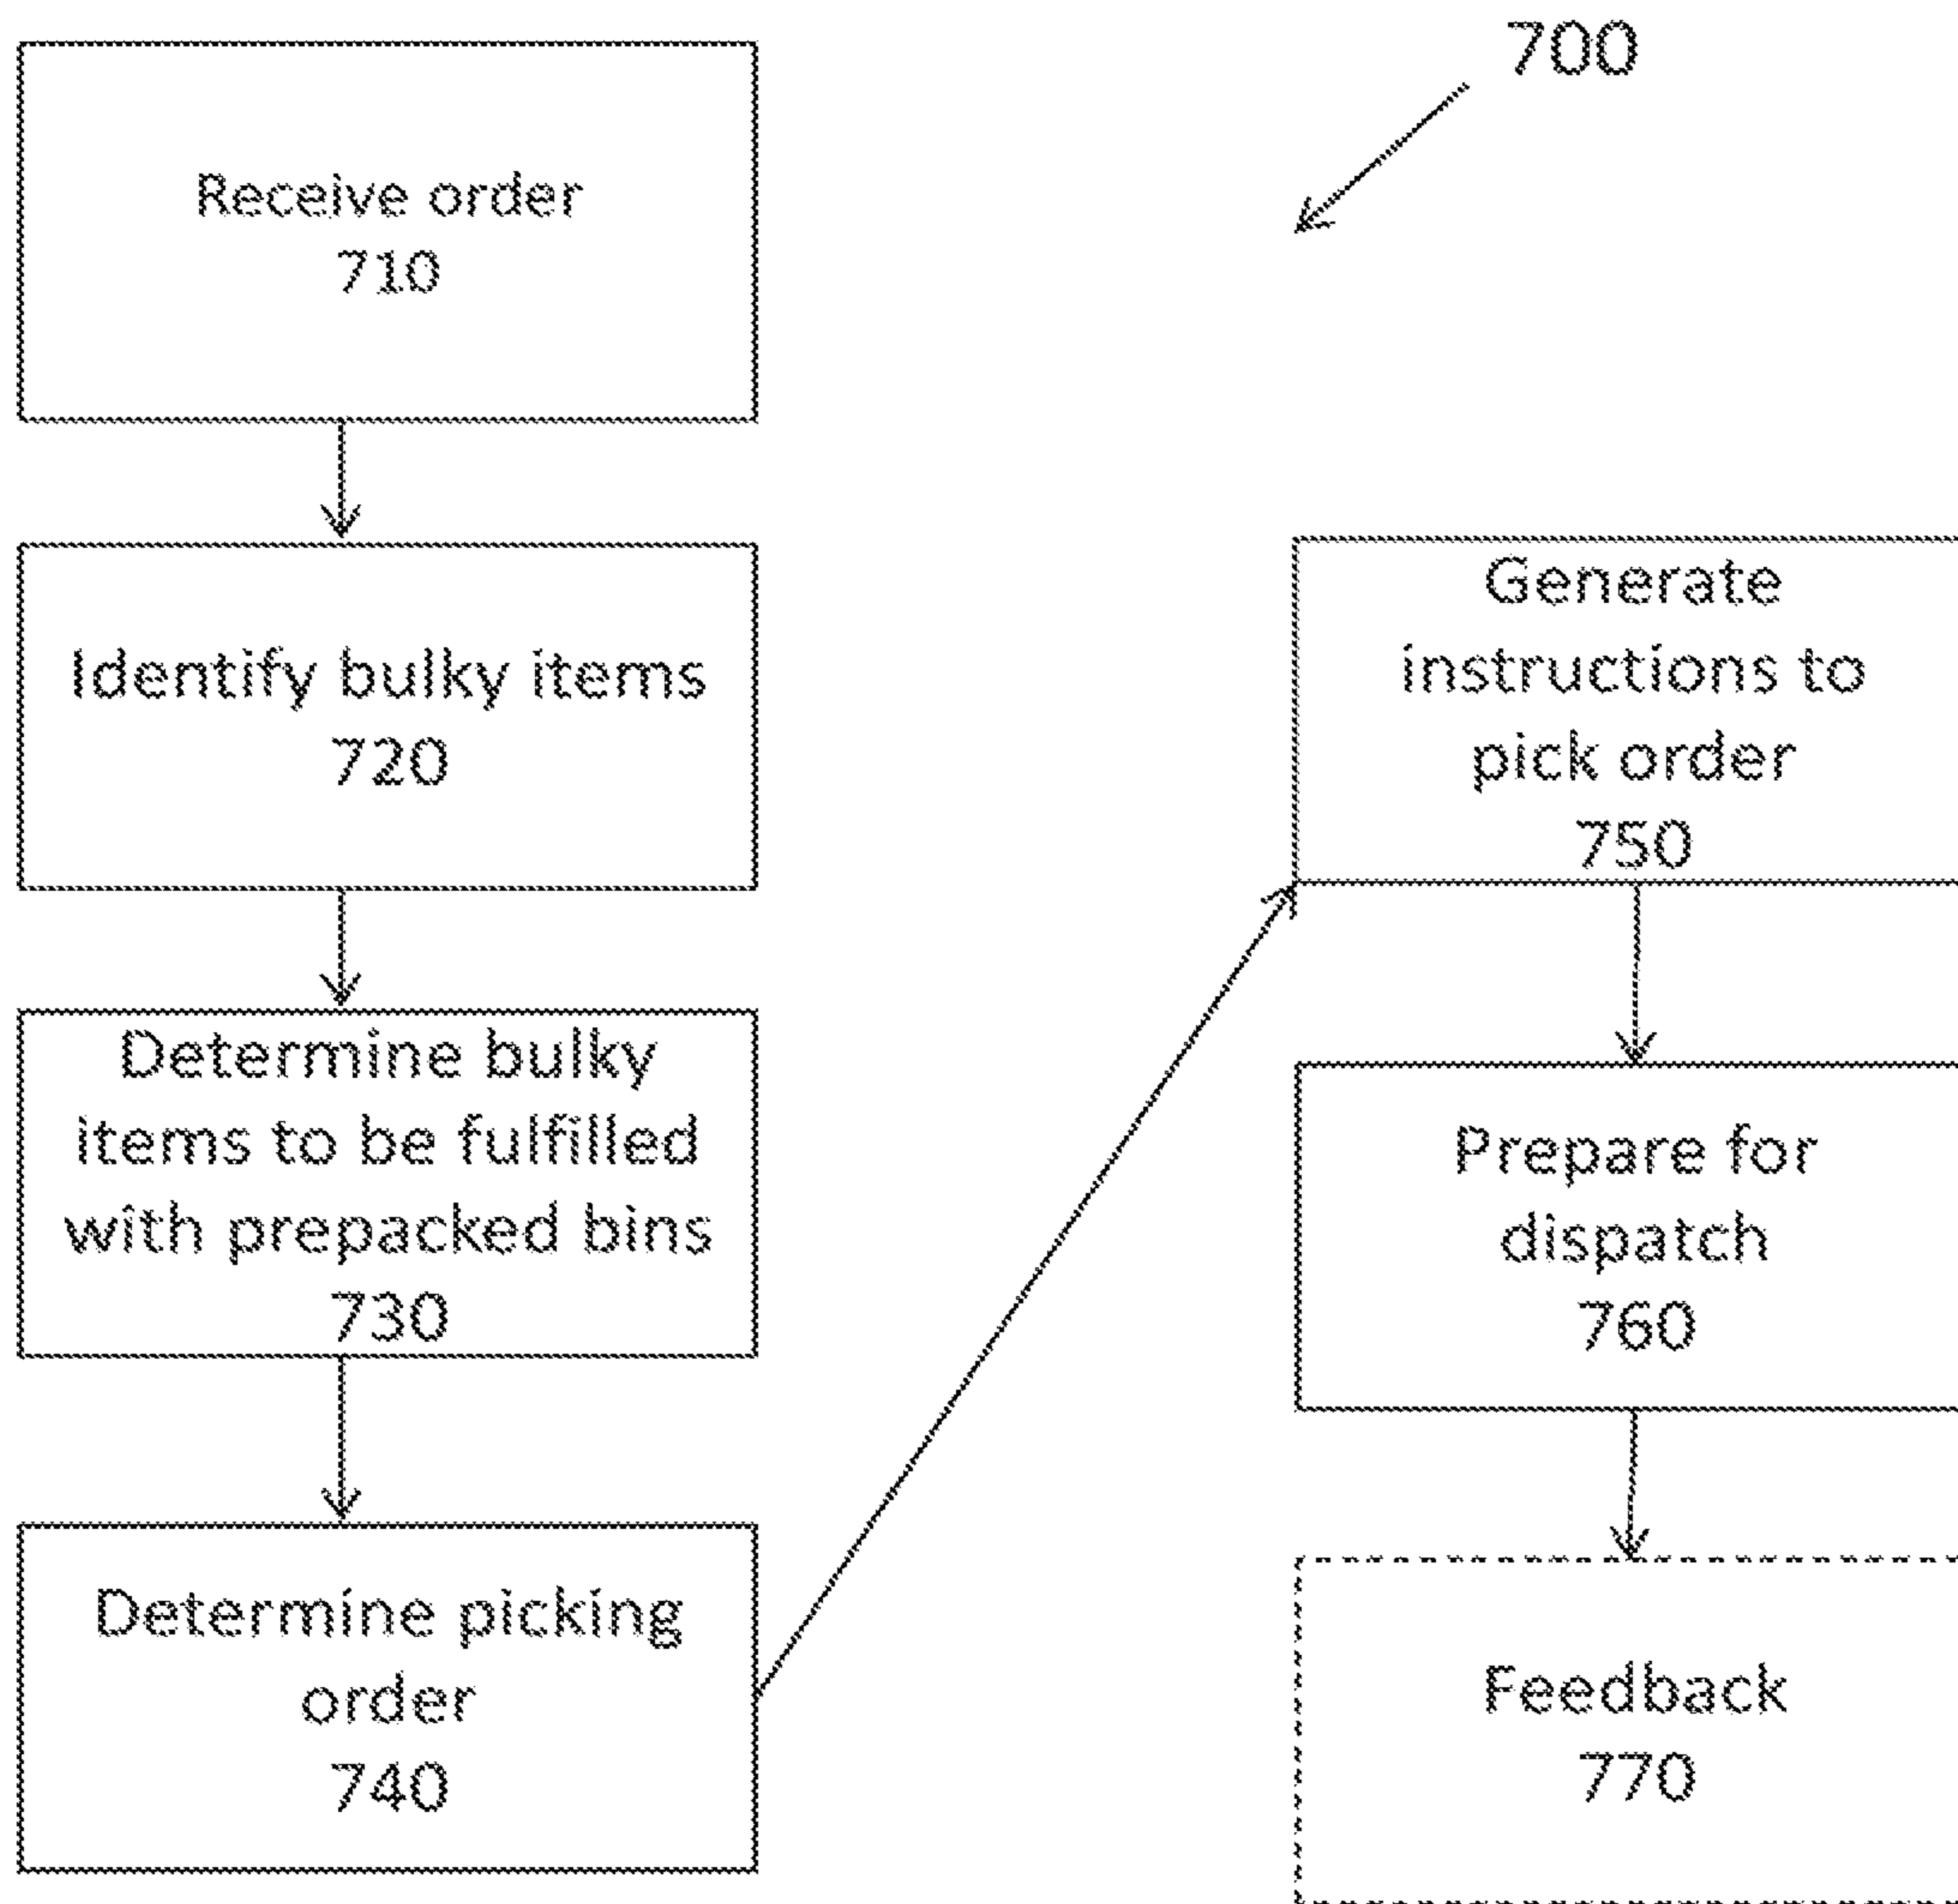 700
Receive order
710
Identify bulky items
720
Determine bulky
items to be fulfilled
with prepacked bins
730
Determine picking
order
740
Generate
instructions to
pick order
750
Prepare for
dispatch
760
Feedback
770